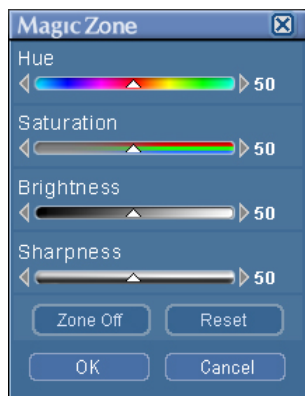 Magic Zone
Hue
50
Saturation
50
Brightness
50
Sharpness
50
Zone Off Reset
OK Cancel